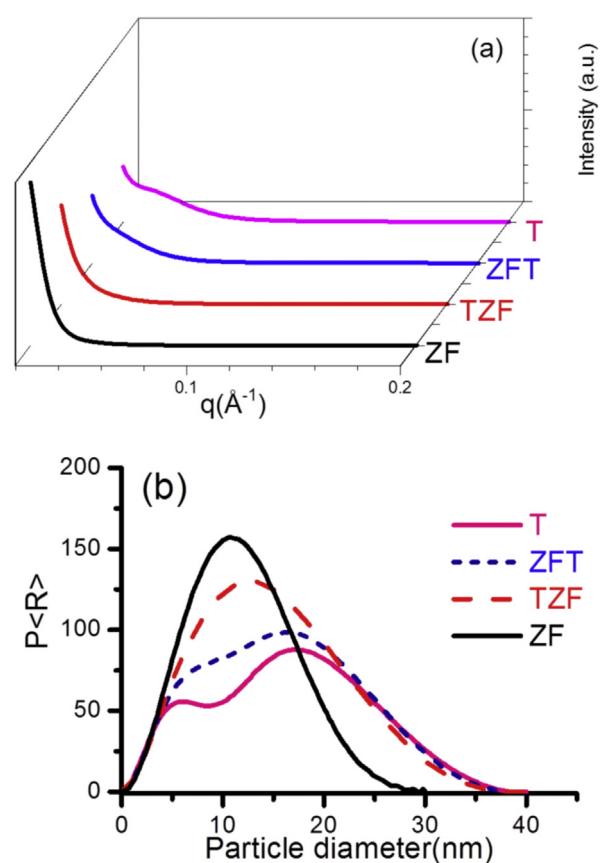 (a)
Intensity (a.u.)
T
ZFT
TZF
ZF
0.1
0.2
q(Å⁻¹)
(b)
200
150
100
50
0
P<R>
T
ZFT
TZF
ZF
0 10 20 30 40
Particle diameter(nm)